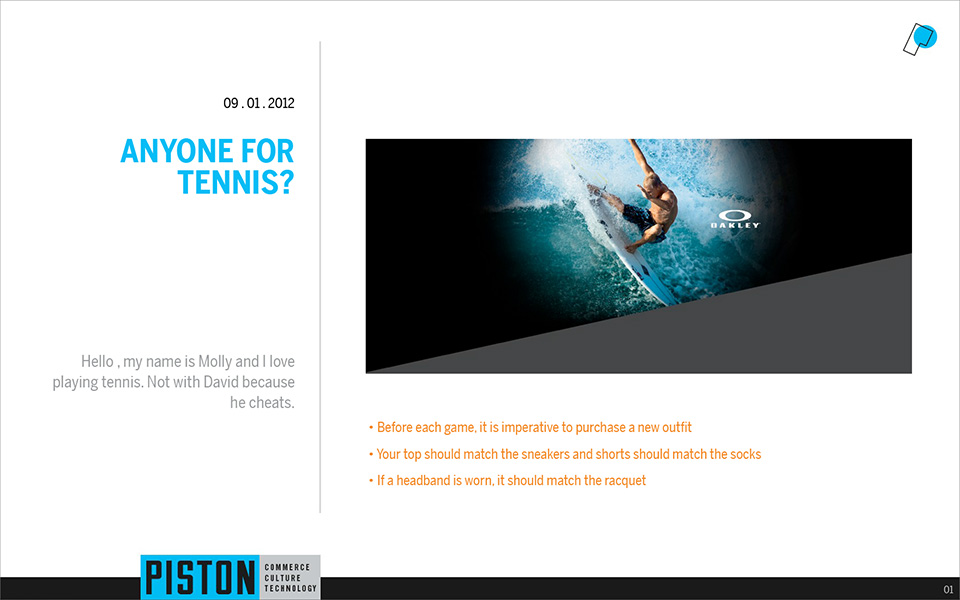 09 . 01 . 2012
ANYONE FOR
TENNIS?
Hello , my name is Molly and I love
playing tennis. Not with David because
he cheats.
OAKLEY
• Before each game, it is imperative to purchase a new outfit
• Your top should match the sneakers and shorts should match the socks
• If a headband is worn, it should match the racquet
PISTON
COMMERCE
CULTURE
TECHNOLOGY
01